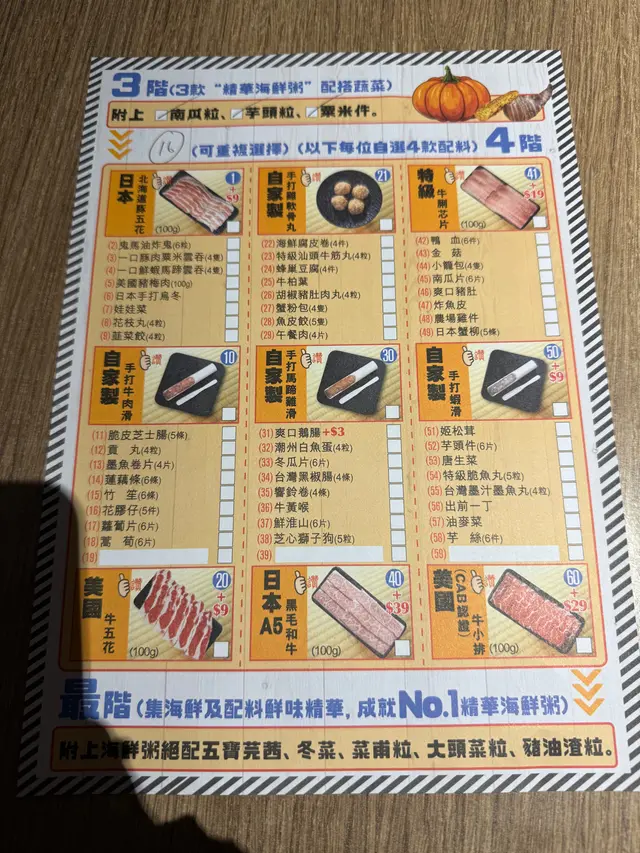 3階(3款“精華海鮮粥”配搭蔬菜)
附上 南瓜粒、芋頭粒、粟米件。
16 (可重複選擇) (以下每位自選4款配料) 4階
日本 北海道豚五花 讚 1 +$9 (100g)
(2) 鬼馬油炸鬼(6粒)
(3) 一口豚肉粟米雲吞(4隻)
(4) 一口鮮蝦馬蹄雲吞(4隻)
(5) 美國豬梅肉(100g)
(6) 日本手打烏冬
(7) 娃娃菜
(8) 花枝丸(4粒)
(9) 韮菜餃(4粒)
自家製 手打雞軟骨丸 讚 21
(22) 海鮮腐皮卷(4件)
(23) 特級汕頭牛筋丸(4粒)
(24) 蜂巢豆腐(4件)
(25) 牛柏葉
(26) 胡椒豬肚肉丸(4粒)
(27) 蟹粉包(4隻)
(28) 魚皮餃(5隻)
(29) 午餐肉(4片)
特級 牛脷芯片 讚 41 +$19 (100g)
(42) 鴨 血(6件)
(43) 金 菇
(44) 小籠包(4隻)
(45) 南瓜片(6片)
(46) 爽口豬肚
(47) 炸魚皮
(48) 農場雞件
(49) 日本蟹柳(5條)
自家製 手打牛肉滑 讚 10
(11) 脆皮芝士腸(5條)
(12) 貢 丸(4粒)
(13) 墨魚卷片(4片)
(14) 蓮藕條(6條)
(15) 竹 笙(6條)
(16) 花膠仔(5件)
(17) 蘿蔔片(6片)
(18) 萵 筍(6片)
(19)
自家製 手打馬蹄雞滑 讚 30
(31) 爽口鵝腸+$3
(32) 潮州白魚蛋(4粒)
(33) 冬瓜片(6片)
(34) 台灣黑椒腸(4條)
(35) 響鈴卷(4條)
(36) 牛黃喉
(37) 鮮淮山(6片)
(38) 芝心獅子狗(5粒)
(39)
自家製 手打蝦滑 讚 50 +$9
(51) 姬松茸
(52) 芋頭件(6片)
(53) 唐生菜
(54) 特級脆魚丸(5粒)
(55) 台灣墨汁墨魚丸(4粒)
(56) 出前一丁
(57) 油麥菜
(58) 芋 絲(6件)
(59)
美國 牛五花 讚 20 +$9 (100g)
日本A5 黑毛和牛 讚 40 +$39 (100g)
美國 (CAB認證) 牛小排 讚 60 +$29 (100g)
最階(集海鮮及配料鮮味精華，成就No.1精華海鮮粥)
附上海鮮粥絕配五寶芫茜、冬菜、菜甫粒、大頭菜粒、豬油渣粒。